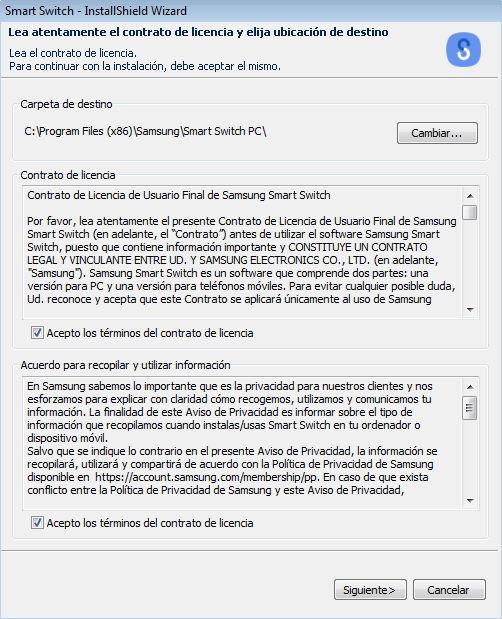 Smart Switch - InstallShield Wizard
Lea atentamente el contrato de licencia y elija ubicación de destino
Lea el contrato de licencia.
Para continuar con la instalación, debe aceptar el mismo.
Carpeta de destino
C:\Program Files (x86)\Samsung\Smart Switch PC\
Cambiar...
Contrato de licencia
Contrato de Licencia de Usuario Final de Samsung Smart Switch
Por favor, lea atentamente el presente Contrato de Licencia de Usuario Final de Samsung
Smart Switch (en adelante, el "Contrato") antes de utilizar el software Samsung Smart
Switch, puesto que contiene información importante y CONSTITUYE UN CONTRATO
LEGAL Y VINCULANTE ENTRE UD. Y SAMSUNG ELECTRONICS CO., LTD. (en adelante,
"Samsung"). Samsung Smart Switch es un software que comprende dos partes: una
versión para PC y una versión para teléfonos móviles. Para evitar cualquier posible duda,
Ud. reconoce y acepta que este Contrato se aplicará únicamente al uso de Samsung
Acepto los términos del contrato de licencia
Acuerdo para recopilar y utilizar información
En Samsung sabemos lo importante que es la privacidad para nuestros clientes y nos
esforzamos para explicar con claridad cómo recogemos, utilizamos y comunicamos tu
información. La finalidad de este Aviso de Privacidad es informar sobre el tipo de
información que recopilamos cuando instalas/usas Smart Switch en tu ordenador o
dispositivo móvil.
Salvo que se indique lo contrario en el presente Aviso de Privacidad, la información se
recopilará, utilizará y compartirá de acuerdo con la Política de Privacidad de Samsung
disponible en https://account.samsung.com/membership/pp. En caso de que exista
conflicto entre la Política de Privacidad de Samsung y este Aviso de Privacidad,
Acepto los términos del contrato de licencia
Siguiente>
Cancelar